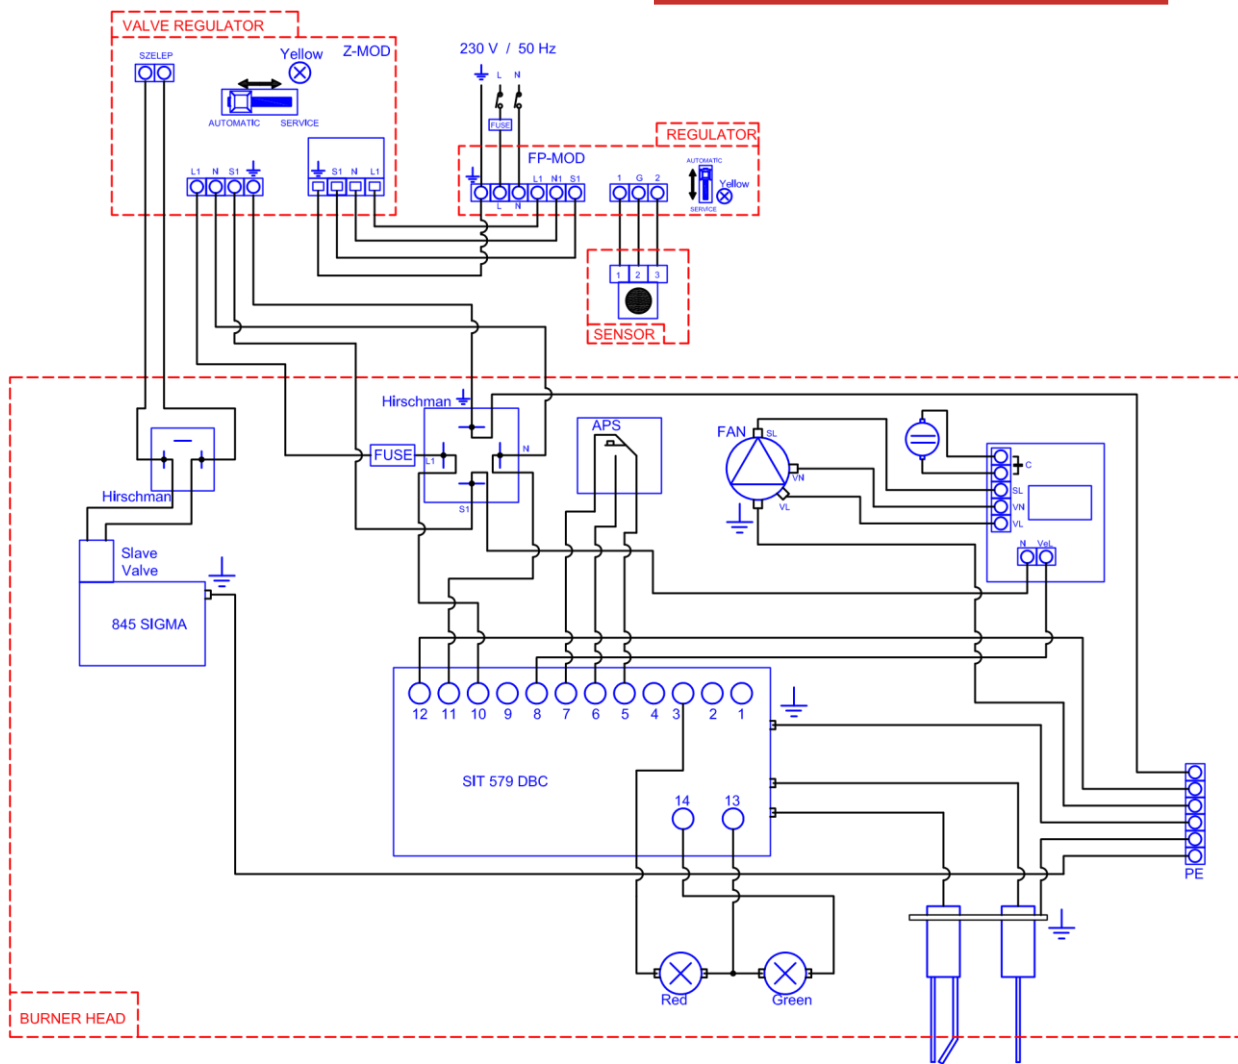 VALVE REGULATOR
SZELEP
Yellow
Z-MOD
AUTOMATIC
SERVICE
L1 N S1
S1 N L1
230 V / 50 Hz
L N
FUSE
REGULATOR
FP-MOD
AUTOMATIC
Yellow
SERVICE
L N L1 N1 S1
1 G 2
1 2 3
SENSOR
Hirschman
FUSE
L1
N
S1
APS
FAN
SL
VN
VL
C
SL
VN
VL
N VeL
Hirschman
Slave
Valve
845 SIGMA
12 11 10 9 8 7 6 5 4 3 2 1
SIT 579 DBC
14 13
PE
Red
Green
BURNER HEAD